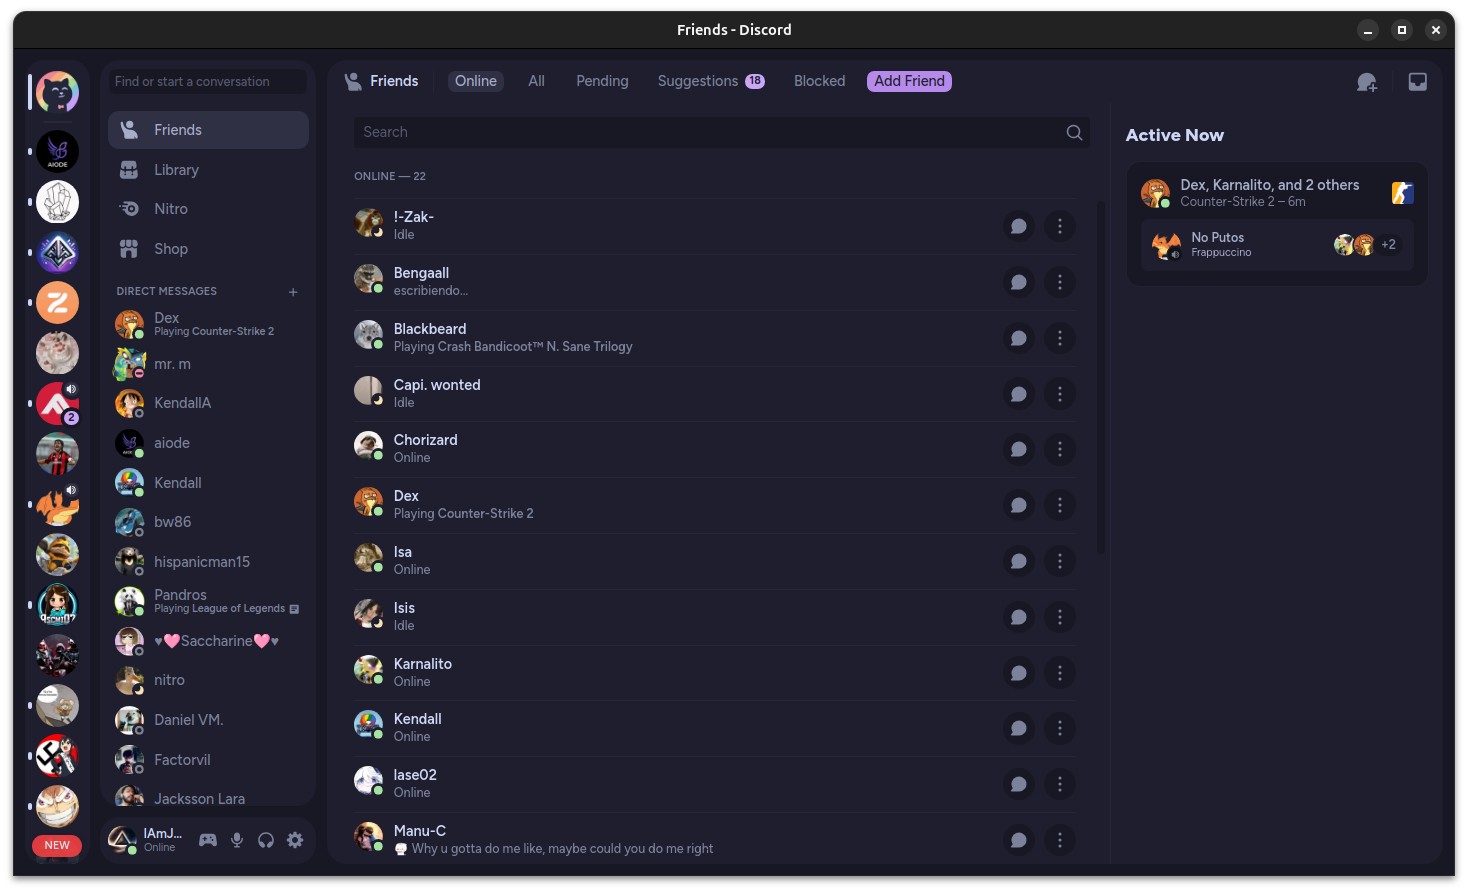 Friends - Discord
Find or start a conversation
Friends
Library
Nitro
Shop
DIRECT MESSAGES
Dex
Playing Counter-Strike 2
mr. m
KendallA
aiode
Kendall
bw86
hispanicman15
Pandros
Playing League of Legends
♥🩷Saccharine🩷♥
nitro
Daniel VM.
Factorvil
Jacksson Lara
IAmJ...
Online
AIODE
2
9SCMI07
NEW
Friends
Online
All
Pending
Suggestions 18
Blocked
Add Friend
Search
ONLINE — 22
!-Zak-
Idle
Bengaall
escribiendo...
Blackbeard
Playing Crash Bandicoot™ N. Sane Trilogy
Capi. wonted
Idle
Chorizard
Online
Dex
Playing Counter-Strike 2
Isa
Online
Isis
Idle
Karnalito
Online
Kendall
Online
lase02
Online
Manu-C
Why u gotta do me like, maybe could you do me right
Active Now
Dex, Karnalito, and 2 others
Counter-Strike 2 – 6m
No Putos
Frappuccino
+2